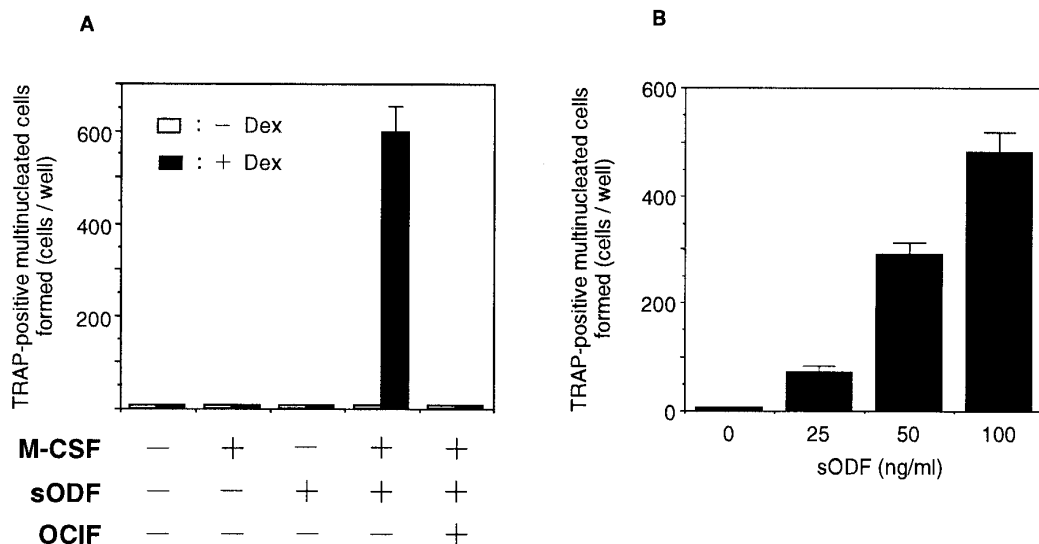 A
TRAP-positive multinucleated cells
formed (cells / well)
600
400
200
: − Dex
: + Dex
M-CSF − + − + +
sODF − − + + +
OCIF − − − − +
B
TRAP-positive multinucleated cells
formed (cells / well)
600
400
200
0
0 25 50 100
sODF (ng/ml)